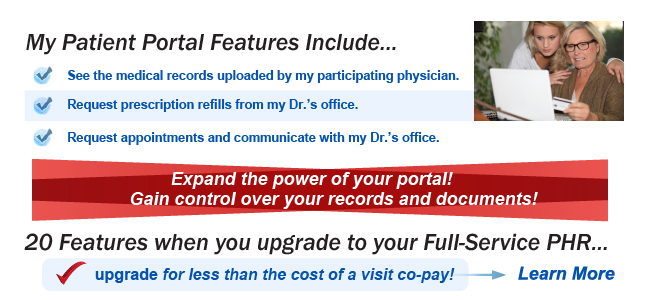 My Patient Portal Features Include...
See the medical records uploaded by my participating physician.
Request prescription refills from my Dr.'s office.
Request appointments and communicate with my Dr.'s office.
Expand the power of your portal!
Gain control over your records and documents!
20 Features when you upgrade to your Full-Service PHR...
upgrade for less than the cost of a visit co-pay! Learn More